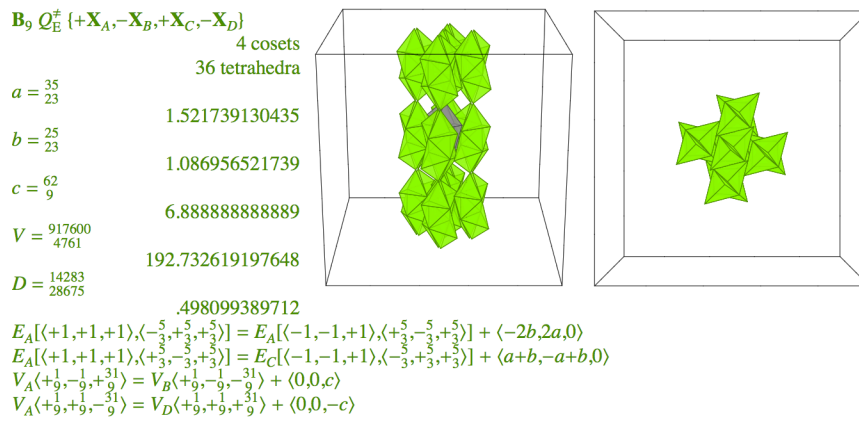 B₉ Q_E^≢ {+X_A,−X_B,+X_C,−X_D}
4 cosets
36 tetrahedra
a = 35/23
1.521739130435
b = 25/23
1.086956521739
c = 62/9
6.888888888889
V = 917600/4761
192.732619197648
D = 14283/28675
.498099389712
E_A[⟨+1,+1,+1⟩,⟨−5/3,+5/3,+5/3⟩] = E_A[⟨−1,−1,+1⟩,⟨+5/3,−5/3,+5/3⟩] + ⟨−2b,2a,0⟩
E_A[⟨+1,+1,+1⟩,⟨+5/3,−5/3,+5/3⟩] = E_C[⟨−1,−1,+1⟩,⟨−5/3,+5/3,+5/3⟩] + ⟨a+b,−a+b,0⟩
V_A⟨+1/9,−1/9,+31/9⟩ = V_B⟨+1/9,−1/9,−31/9⟩ + ⟨0,0,c⟩
V_A⟨+1/9,+1/9,−31/9⟩ = V_D⟨+1/9,+1/9,+31/9⟩ + ⟨0,0,−c⟩